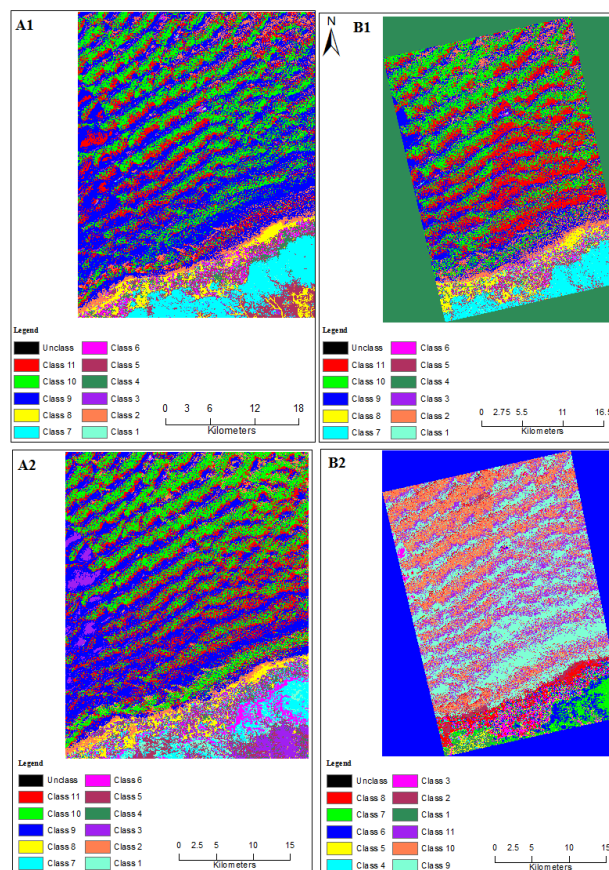 A1
Legend
Unclass Class 6
Class 11 Class 5
Class 10 Class 4
Class 9 Class 3
Class 8 Class 2
Class 7 Class 1
0 3 6 12 18
Kilometers
N
B1
Legend
Unclass Class 6
Class 11 Class 5
Class 10 Class 4
Class 9 Class 3
Class 8 Class 2
Class 7 Class 1
0 2.75 5.5 11 16.5
Kilometers
A2
Legend
Unclass Class 6
Class 11 Class 5
Class 10 Class 4
Class 9 Class 3
Class 8 Class 2
Class 7 Class 1
0 2.5 5 10 15
Kilometers
B2
Legend
Unclass Class 3
Class 8 Class 2
Class 7 Class 1
Class 6 Class 11
Class 5 Class 10
Class 4 Class 9
0 2.5 5 10 15
Kilometers